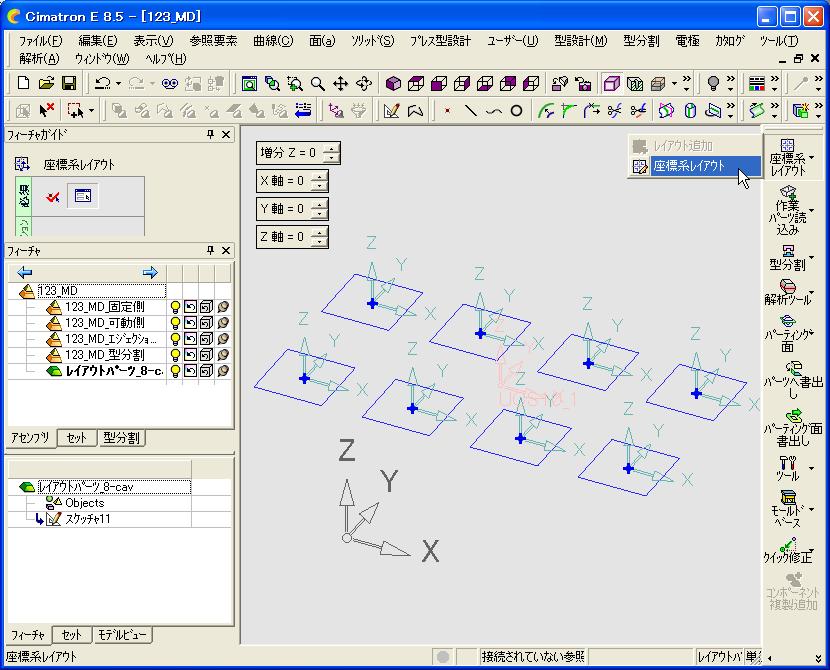 Cimatron E 8.5 - [123_MD]
ファイル(F) 編集(E) 表示(V) 参照要素 曲線(C) 面(a) ソリッド(S) プレス型設計 ユーザー(U) 型設計(M) 型分割 電極 カタログ ツール(T)
解析(A) ウィンドウ(W) ヘルプ(H)
フィーチャガイド
座標系レイアウト
必須
フィーチャ
123_MD
123_MD_固定側
123_MD_可動側
123_MD_エジェクショ...
123_MD_型分割
レイアウトパーツ_8-c...
アセンブリ セット 型分割
レイアウトパーツ_8-cav
Objects
スケッチャ11
フィーチャ セット モデルビュー
増分 Z = 0
X 軸 = 0
Y 軸 = 0
Z 軸 = 0
レイアウト追加
座標系レイアウト
Z Y X
Z Y X
Z Y X
Z Y X
Z Y X
Z Y X
Z Y X
Z Y X
Z
Y
X
座標系
レイアウト
作業
パーツ読
込み
型分割
解析ツール
パーティング
面
パーツへ書出
し
パーティング面
書出し
ツール
モールド
ベース
クイック修正
コンポーネント
複製追加
座標系レイアウト
接続されていない参照
レイアウトパ